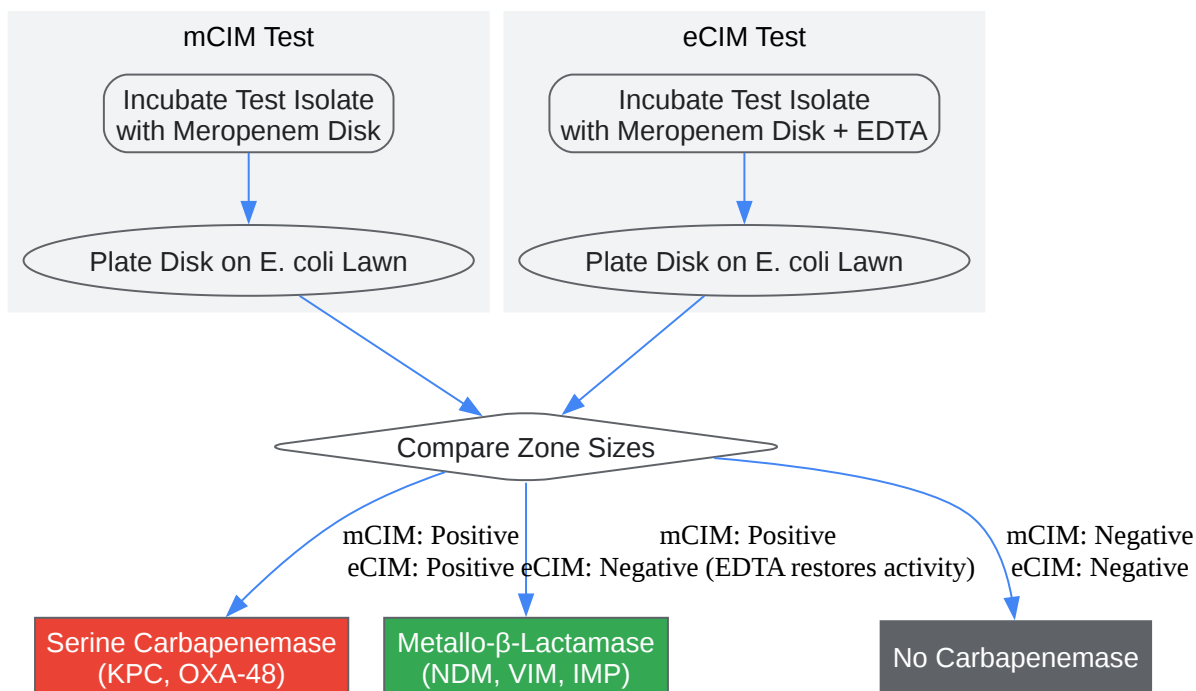 mCIM Test
eCIM Test
Incubate Test Isolate
with Meropenem Disk
Incubate Test Isolate
with Meropenem Disk + EDTA
Plate Disk on E. coli Lawn
Plate Disk on E. coli Lawn
Compare Zone Sizes
mCIM: Positive
eCIM: Positive
mCIM: Positive
eCIM: Negative (EDTA restores activity)
mCIM: Negative
eCIM: Negative
Serine Carbapenemase
(KPC, OXA-48)
Metallo-β-Lactamase
(NDM, VIM, IMP)
No Carbapenemase